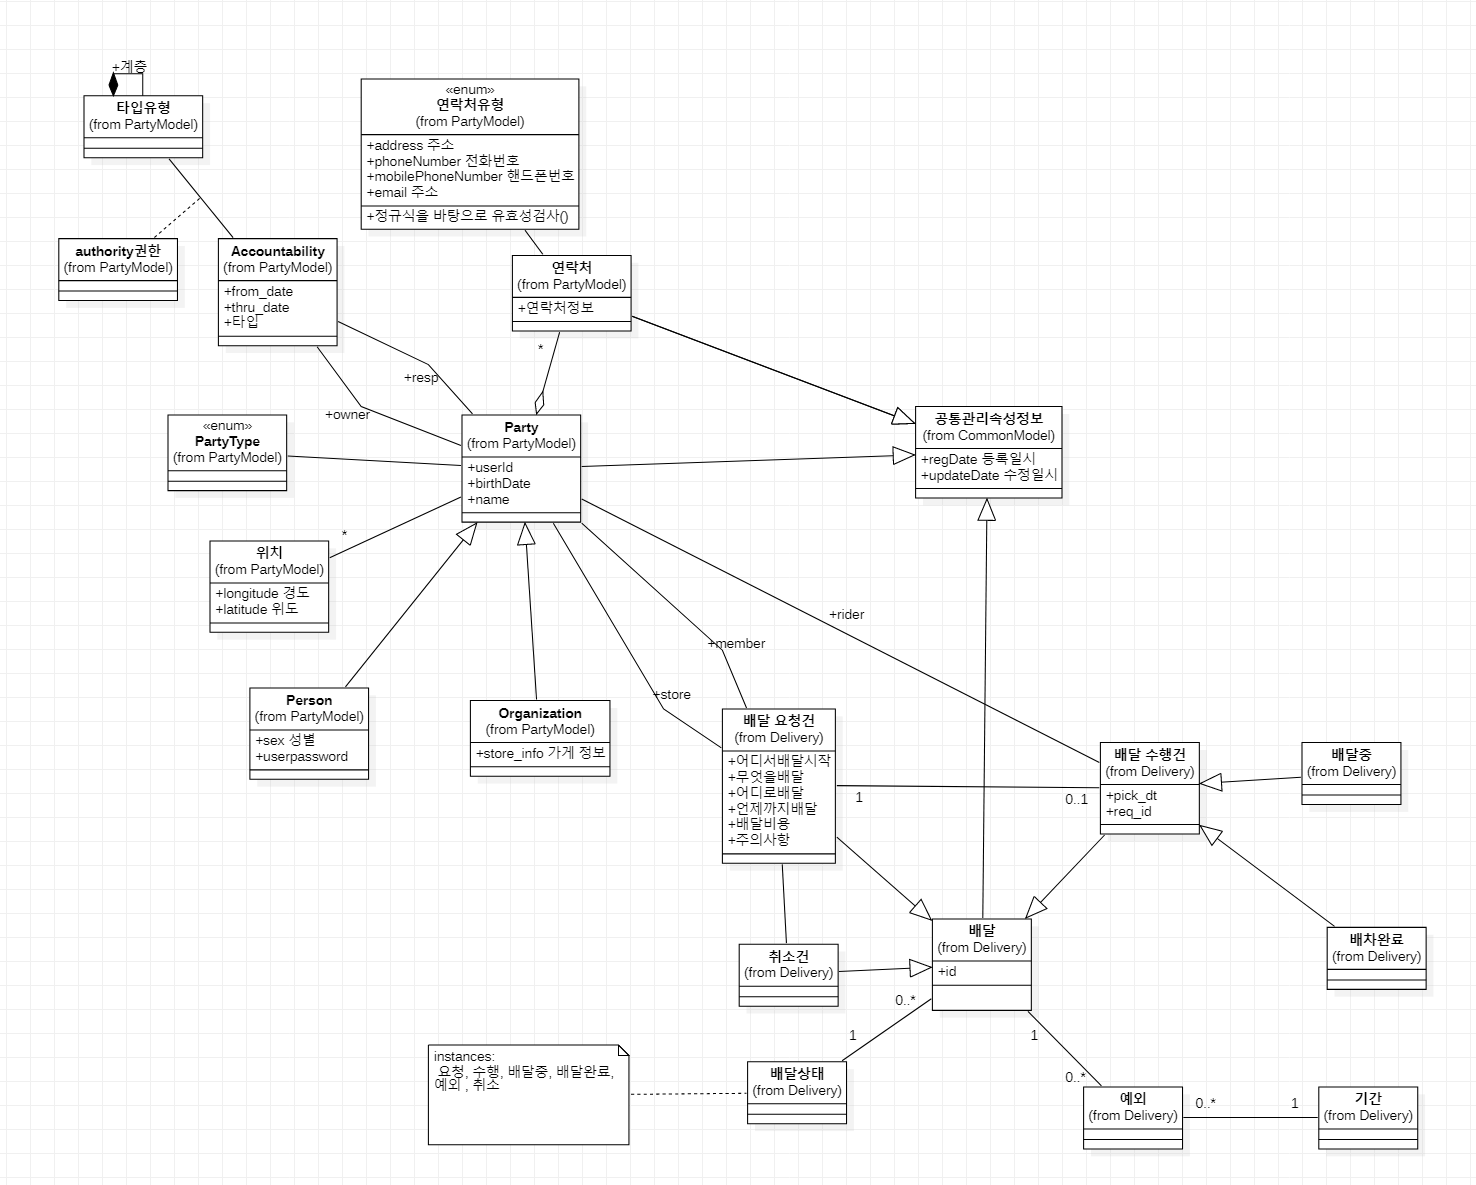 +계층
타입유형
(from PartyModel)
«enum»
연락처유형
(from PartyModel)
+address 주소
+phoneNumber 전화번호
+mobilePhoneNumber 핸드폰번호
+email 주소
+정규식을 바탕으로 유효성검사()
authority권한
(from PartyModel)
Accountability
(from PartyModel)
+from_date
+thru_date
+타입
연락처
(from PartyModel)
+연락처정보
*
+resp
+owner
«enum»
PartyType
(from PartyModel)
Party
(from PartyModel)
+userId
+birthDate
+name
공통관리속성정보
(from CommonModel)
+regDate 등록일시
+updateDate 수정일시
*
위치
(from PartyModel)
+longitude 경도
+latitude 위도
+rider
+member
+store
Person
(from PartyModel)
+sex 성별
+userpassword
Organization
(from PartyModel)
+store_info 가게 정보
배달 요청건
(from Delivery)
+어디서배달시작
+무엇을배달
+어디로배달
+언제까지배달
+배달비용
+주의사항
1
0..1
배달 수행건
(from Delivery)
+pick_dt
+req_id
배달중
(from Delivery)
배차완료
(from Delivery)
취소건
(from Delivery)
배달
(from Delivery)
+id
0..*
1
1
0..*
instances:
요청, 수행, 배달중, 배달완료,
예외 , 취소
배달상태
(from Delivery)
예외
(from Delivery)
0..*
1
기간
(from Delivery)